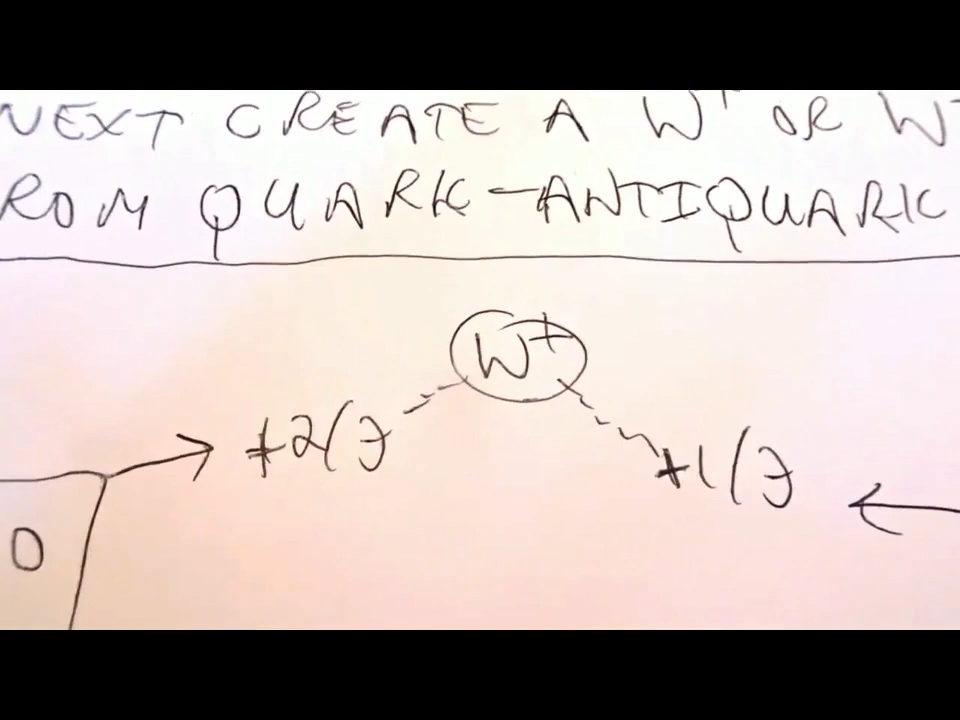 NEXT CREATE A W+ OR W-
ROM QUARK-ANTIQUARK
W+
+2/3
+1/3
0